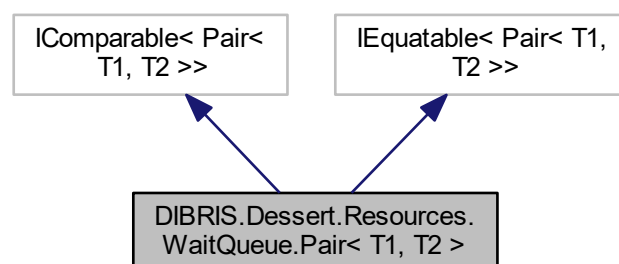 IComparable< Pair<
T1, T2 >>
IEquatable< Pair< T1,
T2 >>
DIBRIS.Dessert.Resources.
WaitQueue.Pair< T1, T2 >